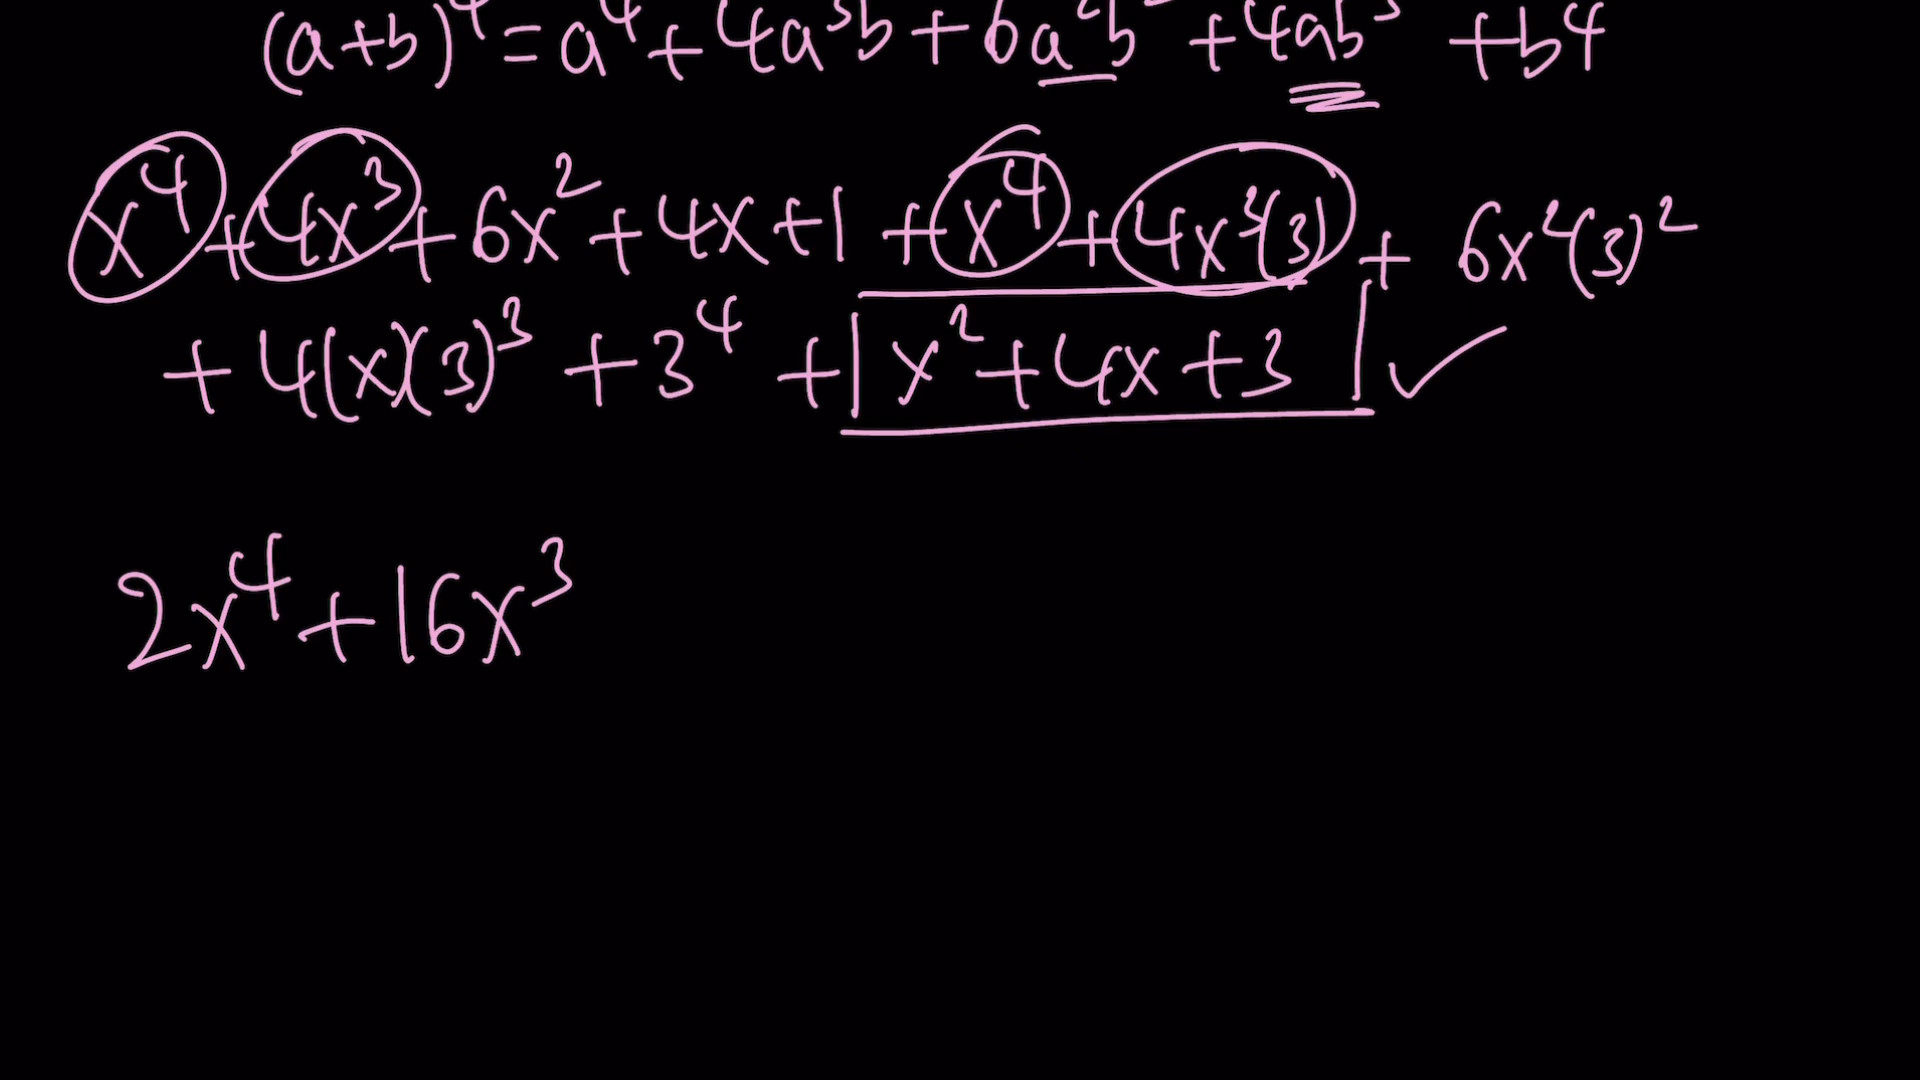 (a+b)⁴ = a⁴ + 4a³b + 6a²b² + 4ab³ + b⁴
x⁴ + 4x³ + 6x² + 4x + 1 + x⁴ + 4x³(3) + 6x²(3)²
+ 4(x)(3)³ + 3⁴ + x² + 4x + 3
2x⁴ + 16x³